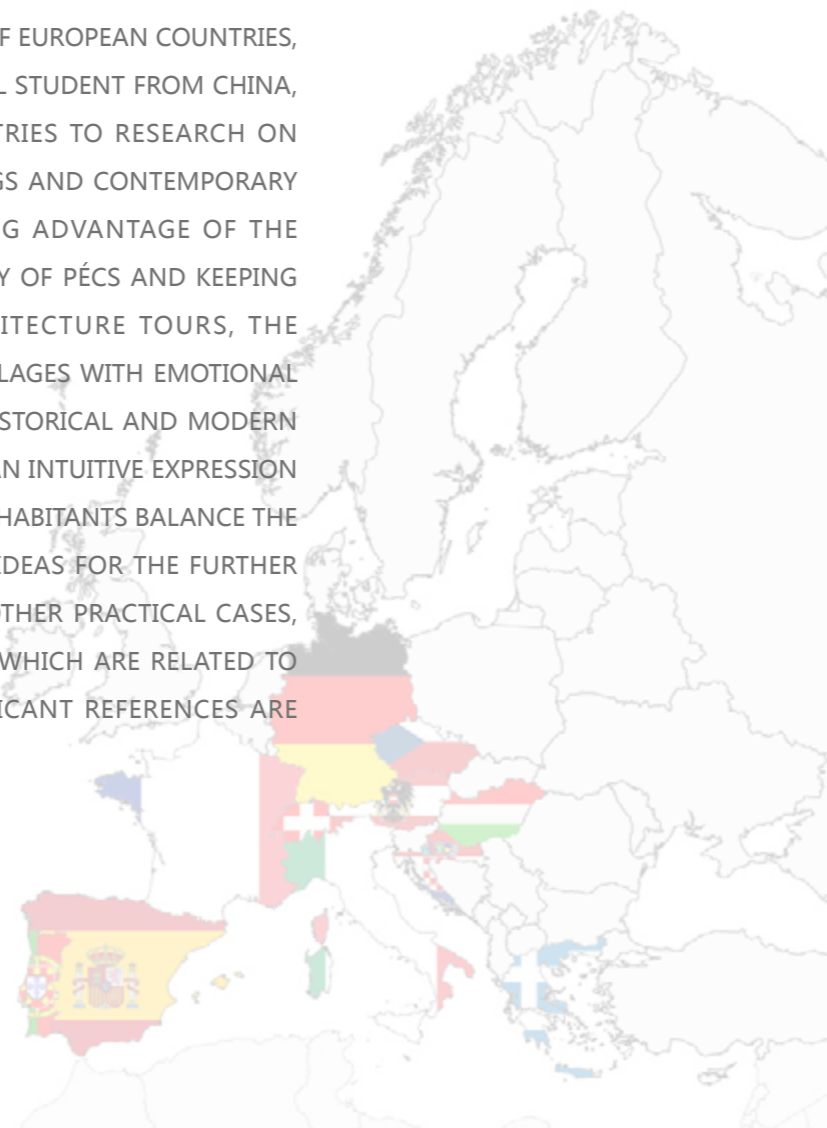 F EUROPEAN COUNTRIES,
L STUDENT FROM CHINA,
TRIES TO RESEARCH ON
GS AND CONTEMPORARY
G ADVANTAGE OF THE
Y OF PÉCS AND KEEPING
ITECTURE TOURS, THE
LAGES WITH EMOTIONAL
STORICAL AND MODERN
AN INTUITIVE EXPRESSION
HABITANTS BALANCE THE
IDEAS FOR THE FURTHER
OTHER PRACTICAL CASES,
WHICH ARE RELATED TO
ICANT REFERENCES ARE